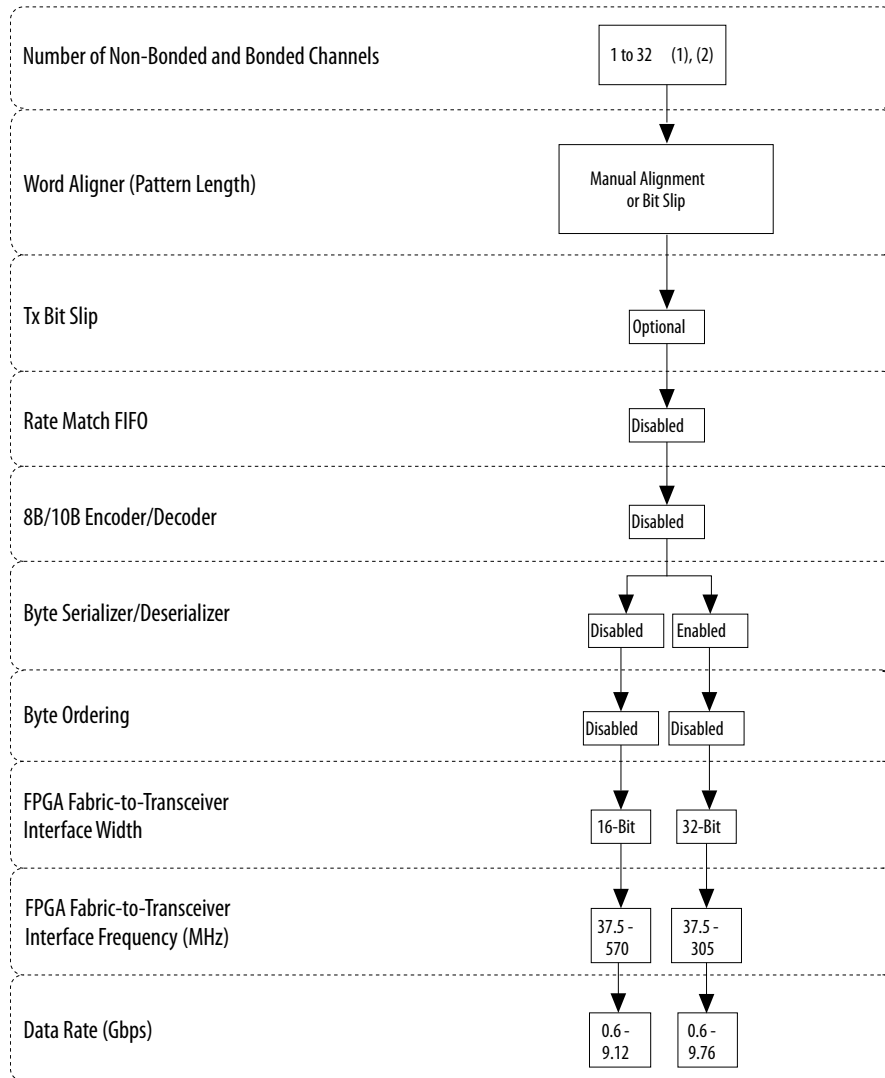 Number of Non-Bonded and Bonded Channels
1 to 32 (1), (2)
Word Aligner (Pattern Length)
Manual Alignment
or Bit Slip
Tx Bit Slip
Optional
Rate Match FIFO
Disabled
8B/10B Encoder/Decoder
Disabled
Byte Serializer/Deserializer
Disabled
Enabled
Byte Ordering
Disabled
Disabled
FPGA Fabric-to-Transceiver
Interface Width
16-Bit
32-Bit
FPGA Fabric-to-Transceiver
Interface Frequency (MHz)
37.5 -
570
37.5 -
305
Data Rate (Gbps)
0.6 -
9.12
0.6 -
9.76